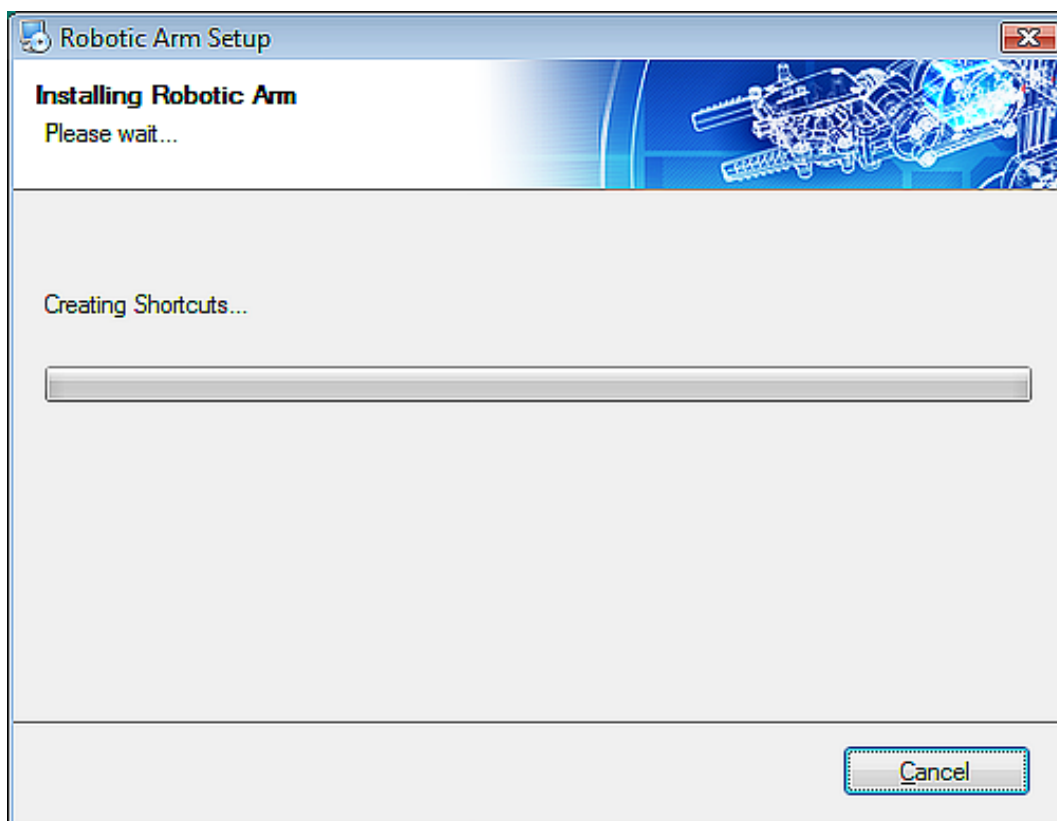 Robotic Arm Setup
Installing Robotic Arm
Please wait...
Creating Shortcuts...
Cancel